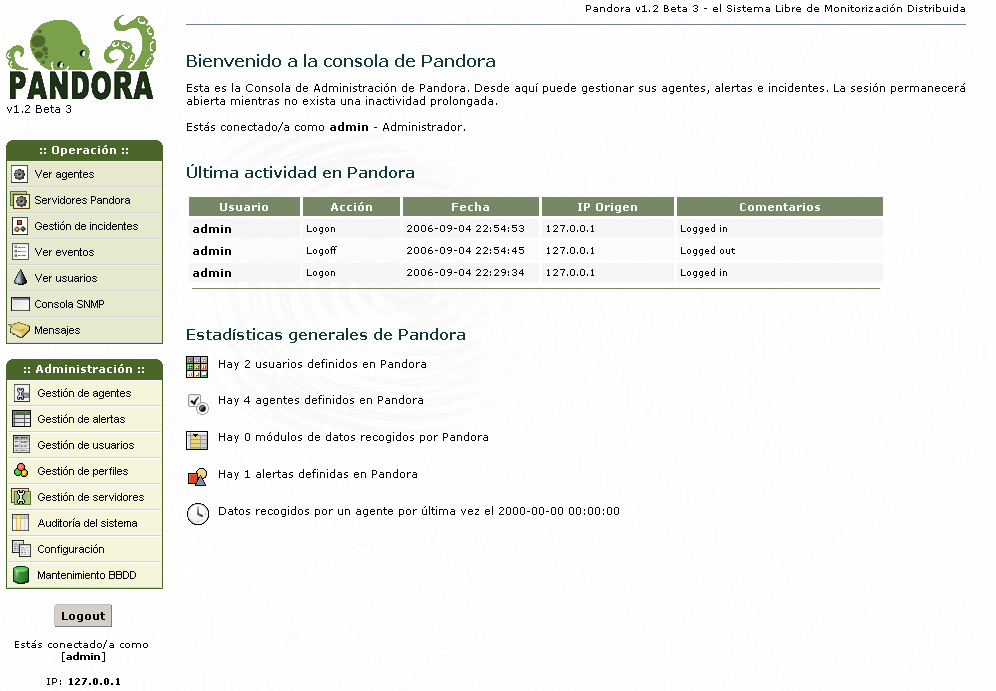 Pandora v1.2 Beta 3 - el Sistema Libre de Monitorización Distribuida
PANDORA
v1.2 Beta 3
:: Operación ::
Ver agentes
Servidores Pandora
Gestión de incidentes
Ver eventos
Ver usuarios
Consola SNMP
Mensajes
:: Administración ::
Gestión de agentes
Gestión de alertas
Gestión de usuarios
Gestión de perfiles
Gestión de servidores
Auditoría del sistema
Configuración
Mantenimiento BBDD
Logout
Estás conectado/a como
[admin]
IP: 127.0.0.1
Bienvenido a la consola de Pandora
Esta es la Consola de Administración de Pandora. Desde aquí puede gestionar sus agentes, alertas e incidentes. La sesión permanecerá
abierta mientras no exista una inactividad prolongada.
Estás conectado/a como admin - Administrador.
Última actividad en Pandora
Usuario Acción Fecha IP Origen Comentarios
admin Logon 2006-09-04 22:54:53 127.0.0.1 Logged in
admin Logoff 2006-09-04 22:54:45 127.0.0.1 Logged out
admin Logon 2006-09-04 22:29:34 127.0.0.1 Logged in
Estadísticas generales de Pandora
Hay 2 usuarios definidos en Pandora
Hay 4 agentes definidos en Pandora
Hay 0 módulos de datos recogidos por Pandora
Hay 1 alertas definidas en Pandora
Datos recogidos por un agente por última vez el 2000-00-00 00:00:00